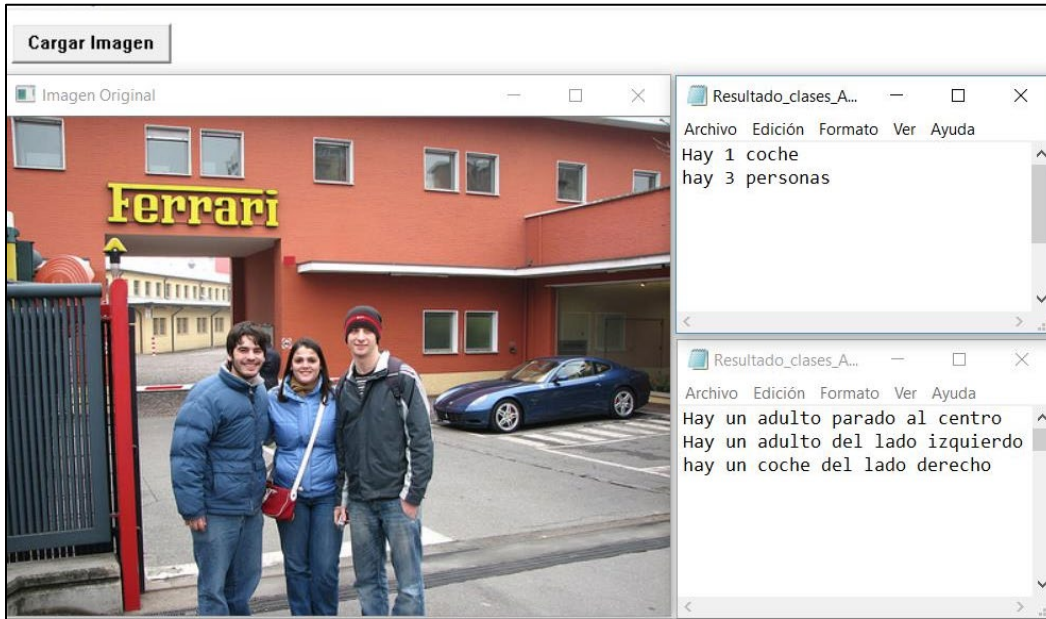 Cargar Imagen
Imagen Original
Ferrari
Resultado_clases_A...
Archivo Edición Formato Ver Ayuda
Hay 1 coche
hay 3 personas
Resultado_clases_A...
Archivo Edición Formato Ver Ayuda
Hay un adulto parado al centro
Hay un adulto del lado izquierdo
hay un coche del lado derecho